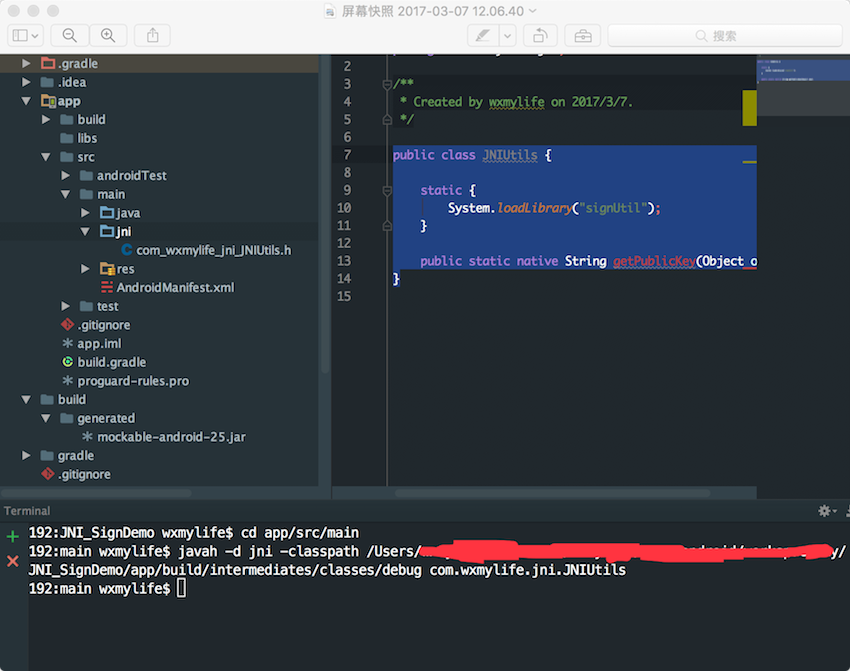 屏幕快照 2017-03-07 12.06.40
搜索
.gradle
.idea
app
build
libs
src
androidTest
main
java
jni
com_wxmylife_jni_JNIUtils.h
res
AndroidManifest.xml
test
.gitignore
app.iml
build.gradle
proguard-rules.pro
build
generated
mockable-android-25.jar
gradle
.gitignore
2
3 /**
4 * Created by wxmylife on 2017/3/7.
5 */
6
7 public class JNIUtils {
8
9 static {
10 System.loadLibrary("signUtil");
11 }
12
13 public static native String getPublicKey(Object o
14 }
15
Terminal
192:JNI_SignDemo wxmylife$ cd app/src/main
192:main wxmylife$ javah -d jni -classpath /Users/
JNI_SignDemo/app/build/intermediates/classes/debug com.wxmylife.jni.JNIUtils
192:main wxmylife$